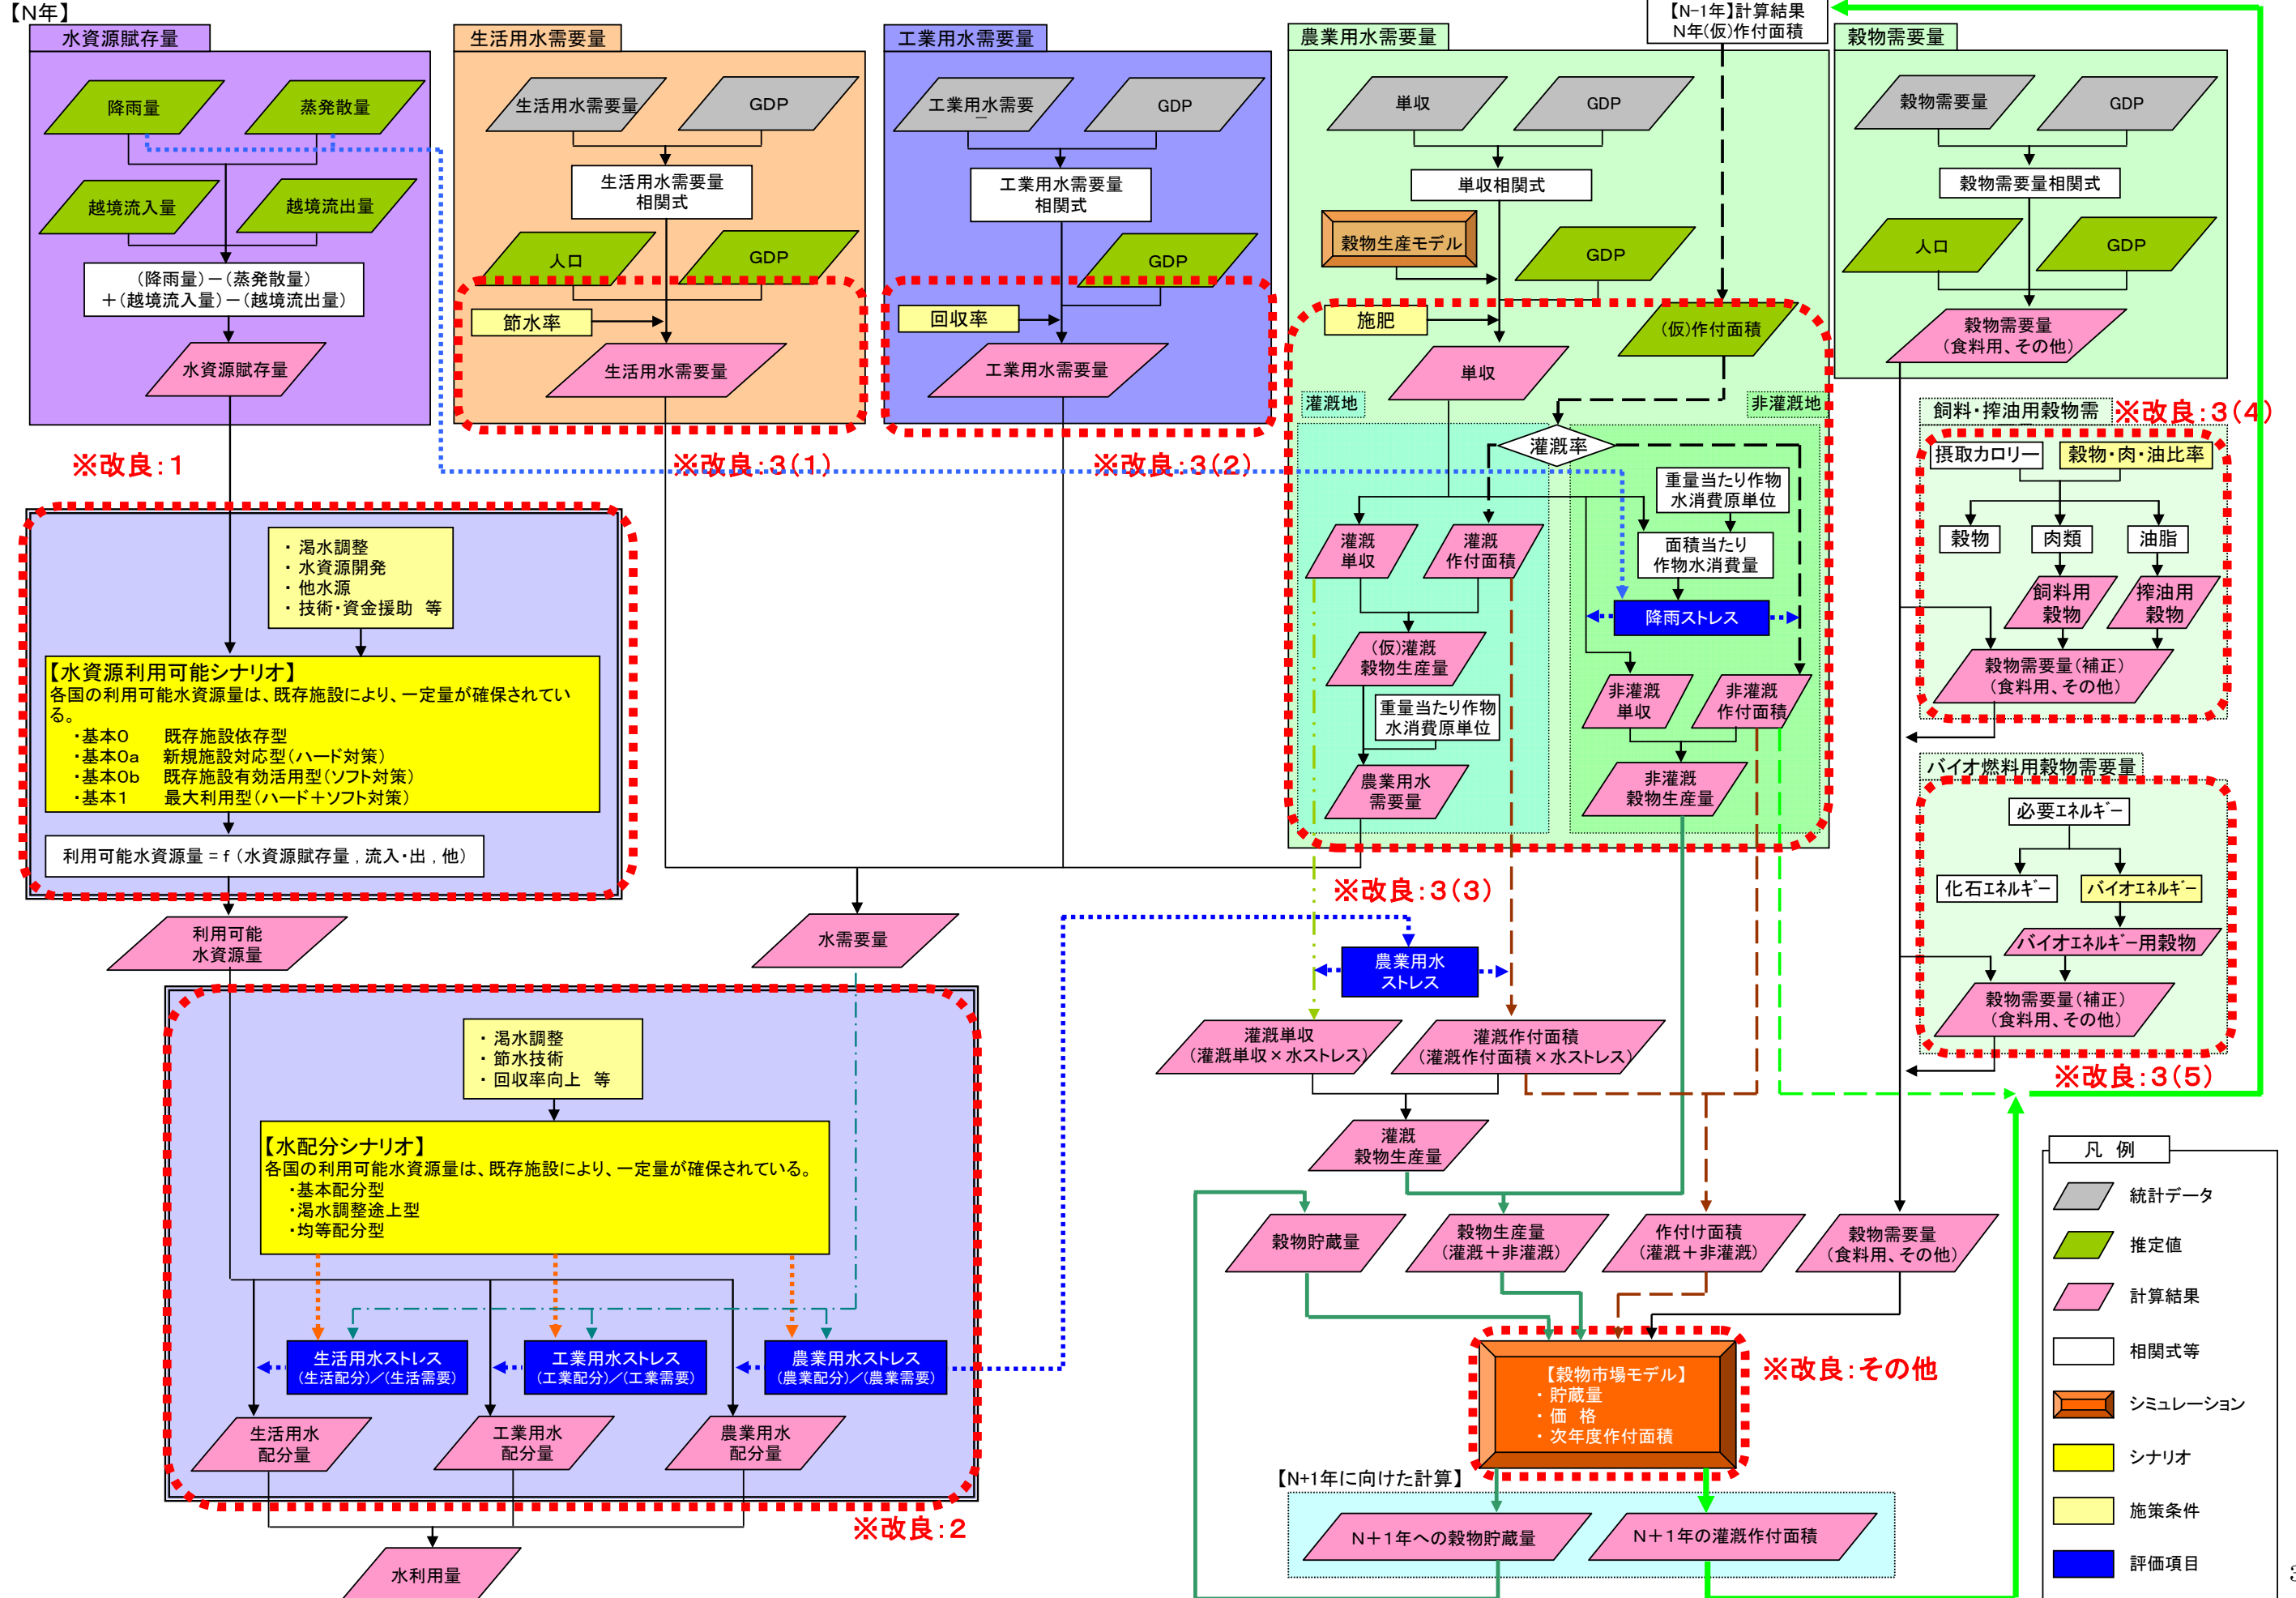 【N年】
水資源賦存量
降雨量
蒸発散量
越境流入量
越境流出量
(降雨量)−(蒸発散量)
＋(越境流入量)−(越境流出量)
水資源賦存量
※改良：1
生活用水需要量
生活用水需要量
GDP
生活用水需要量
相関式
人口
GDP
節水率
生活用水需要量
※改良：3(1)
工業用水需要量
工業用水需要
GDP
工業用水需要量
相関式
GDP
回収率
工業用水需要量
※改良：3(2)
農業用水需要量
【N−1年】計算結果
N年(仮)作付面積
単収
GDP
単収相関式
穀物生産モデル
GDP
施肥
(仮)作付面積
単収
灌漑地
非灌漑地
灌漑率
重量当たり作物
水消費原単位
灌漑
単収
灌漑
作付面積
面積当たり
作物水消費量
降雨ストレス
(仮)灌漑
穀物生産量
重量当たり作物
水消費原単位
非灌漑
単収
非灌漑
作付面積
農業用水
需要量
非灌漑
穀物生産量
※改良：3(3)
穀物需要量
穀物需要量
GDP
穀物需要量相関式
人口
GDP
穀物需要量
(食料用、その他)
飼料・搾油用穀物需
※改良：3(4)
摂取カロリー
穀物・肉・油比率
穀物
肉類
油脂
飼料用
穀物
搾油用
穀物
穀物需要量(補正)
(食料用、その他)
バイオ燃料用穀物需要量
必要エネルギー
化石エネルギー
バイオエネルギー
バイオエネルギー用穀物
穀物需要量(補正)
(食料用、その他)
※改良：3(5)
・渇水調整
・水資源開発
・他水源
・技術・資金援助 等
【水資源利用可能シナリオ】
各国の利用可能水資源量は、既存施設により、一定量が確保されてい
る。
・基本0 既存施設依存型
・基本0a 新規施設対応型(ハード対策)
・基本0b 既存施設有効活用型(ソフト対策)
・基本1 最大利用型(ハード＋ソフト対策)
利用可能水資源量＝f (水資源賦存量，流入・出，他)
利用可能
水資源量
水需要量
・渇水調整
・節水技術
・回収率向上 等
【水配分シナリオ】
各国の利用可能水資源量は、既存施設により、一定量が確保されている。
・基本配分型
・渇水調整途上型
・均等配分型
生活用水ストレス
(生活配分)／(生活需要)
工業用水ストレス
(工業配分)／(工業需要)
農業用水ストレス
(農業配分)／(農業需要)
生活用水
配分量
工業用水
配分量
農業用水
配分量
※改良：2
水利用量
農業用水
ストレス
灌漑単収
(灌漑単収×水ストレス)
灌漑作付面積
(灌漑作付面積×水ストレス)
灌漑
穀物生産量
穀物貯蔵量
穀物生産量
(灌漑＋非灌漑)
作付け面積
(灌漑＋非灌漑)
穀物需要量
(食料用、その他)
【穀物市場モデル】
・貯蔵量
・価 格
・次年度作付面積
※改良：その他
【N+1年に向けた計算】
N＋1年への穀物貯蔵量
N＋1年の灌漑作付面積
凡 例
統計データ
推定値
計算結果
相関式等
シミュレーション
シナリオ
施策条件
評価項目